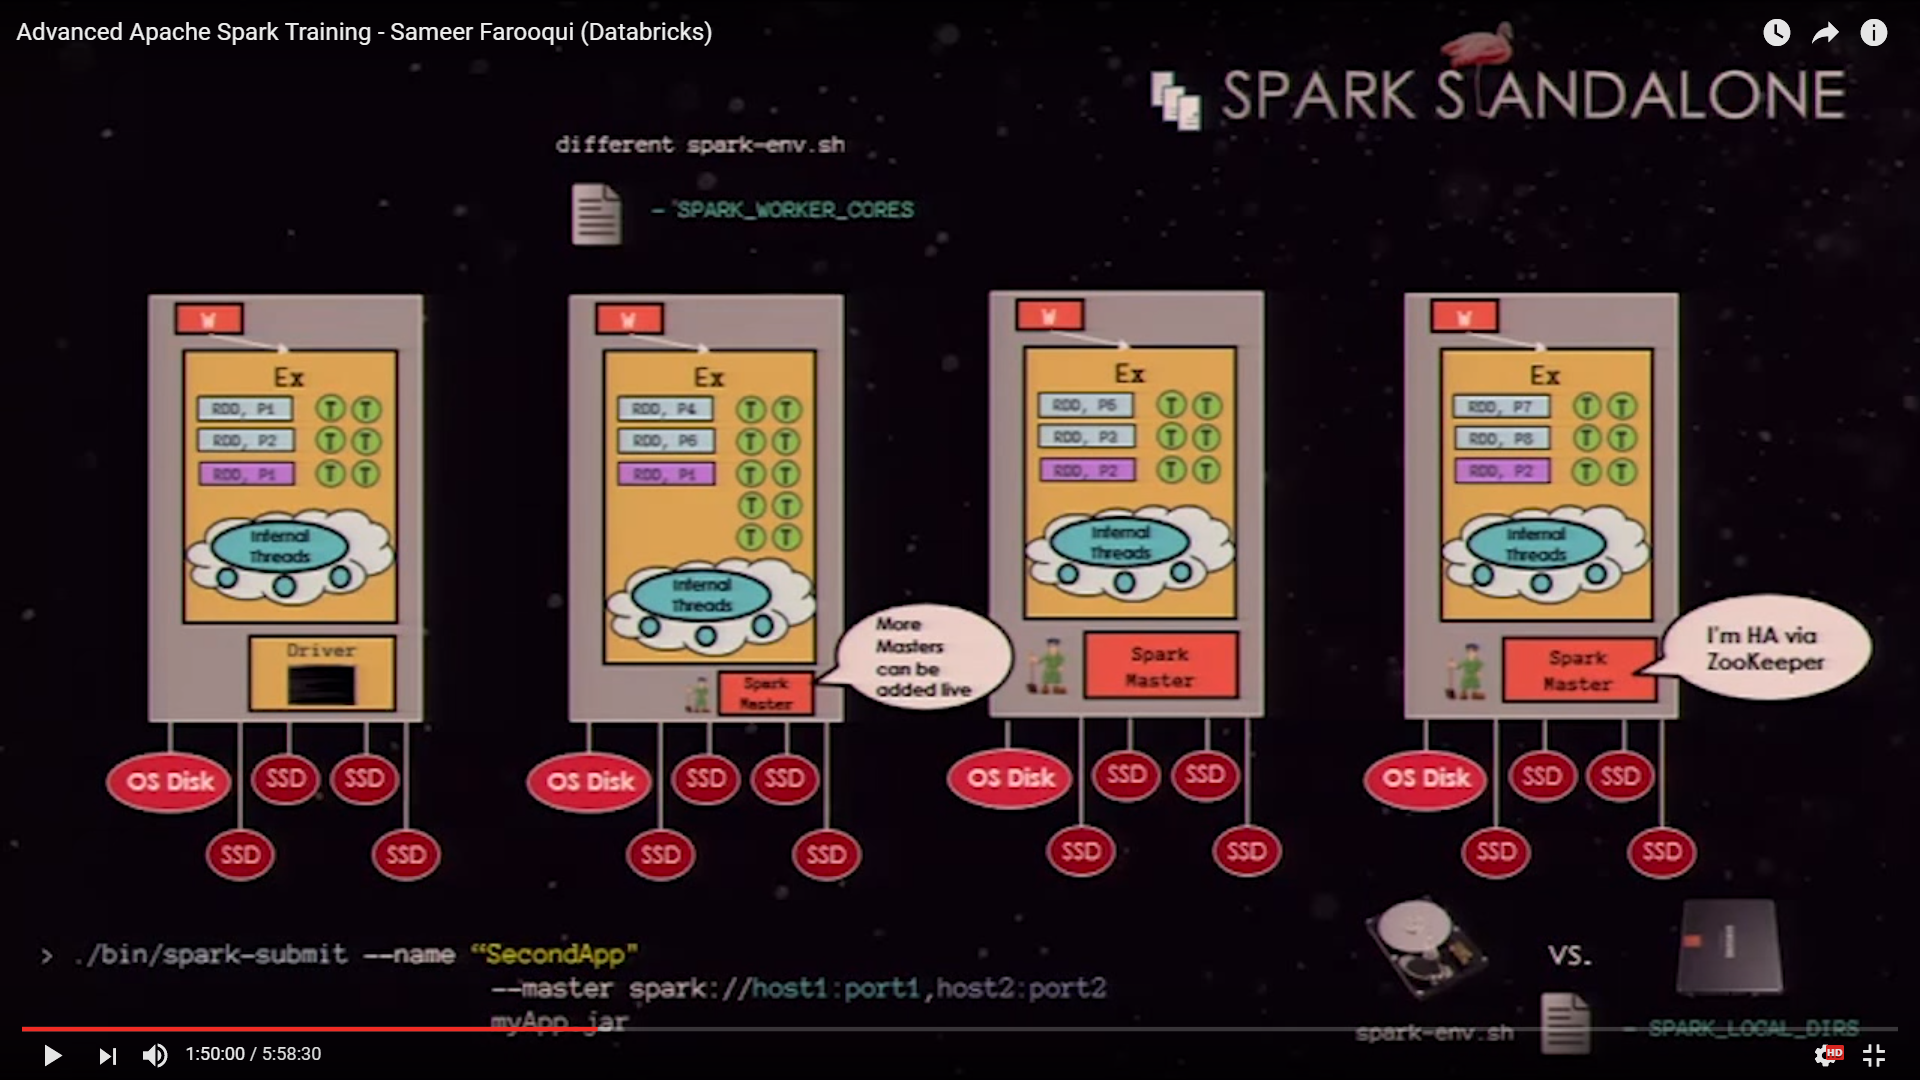 Advanced Apache Spark Training - Sameer Farooqui (Databricks)
SPARK STANDALONE
different spark-env.sh
- SPARK_WORKER_CORES
W
Ex
RDD, P1
T T
RDD, P2
T T
RDD, P1
T T
Internal
Threads
Driver
OS Disk
SSD
SSD
SSD
SSD
W
Ex
RDD, P4
T T
RDD, P6
T T
RDD, P1
T T
T T
T T
Internal
Threads
Spark
Master
More
Masters
can be
added live
OS Disk
SSD
SSD
SSD
SSD
W
Ex
RDD, P5
T T
RDD, P3
T T
RDD, P2
T T
Internal
Threads
Spark
Master
OS Disk
SSD
SSD
SSD
SSD
W
Ex
RDD, P7
T T
RDD, P8
T T
RDD, P2
T T
Internal
Threads
Spark
Master
I'm HA via
ZooKeeper
OS Disk
SSD
SSD
SSD
SSD
> ./bin/spark-submit --name “SecondApp"
--master spark://host1:port1,host2:port2
myApp.jar
VS.
spark-env.sh
- SPARK_LOCAL_DIRS
1:50:00 / 5:58:30
HD